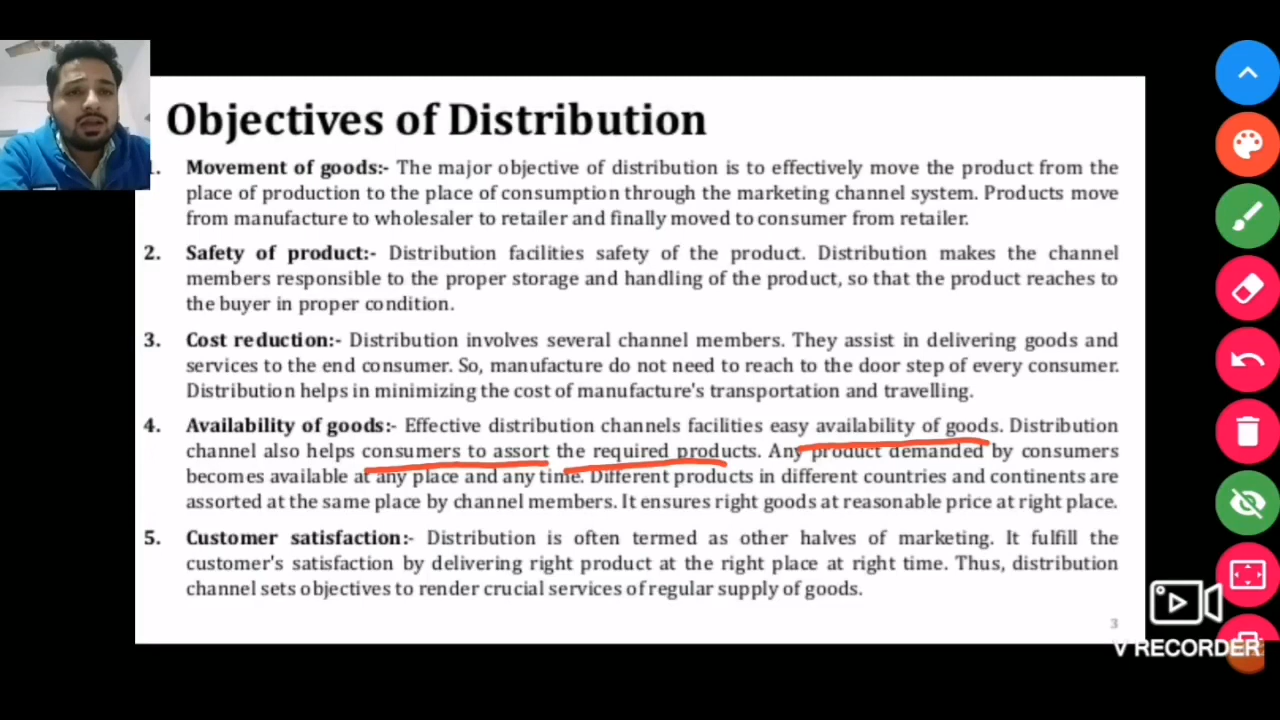 Objectives of Distribution
1. Movement of goods:- The major objective of distribution is to effectively move the product from the
place of production to the place of consumption through the marketing channel system. Products move
from manufacture to wholesaler to retailer and finally moved to consumer from retailer.
2. Safety of product:- Distribution facilities safety of the product. Distribution makes the channel
members responsible to the proper storage and handling of the product, so that the product reaches to
the buyer in proper condition.
3. Cost reduction:- Distribution involves several channel members. They assist in delivering goods and
services to the end consumer. So, manufacture do not need to reach to the door step of every consumer.
Distribution helps in minimizing the cost of manufacture's transportation and travelling.
4. Availability of goods:- Effective distribution channels facilities easy availability of goods. Distribution
channel also helps consumers to assort the required products. Any product demanded by consumers
becomes available at any place and any time. Different products in different countries and continents are
assorted at the same place by channel members. It ensures right goods at reasonable price at right place.
5. Customer satisfaction:- Distribution is often termed as other halves of marketing. It fulfill the
customer's satisfaction by delivering right product at the right place at right time. Thus, distribution
channel sets objectives to render crucial services of regular supply of goods.
3
V RECORDER